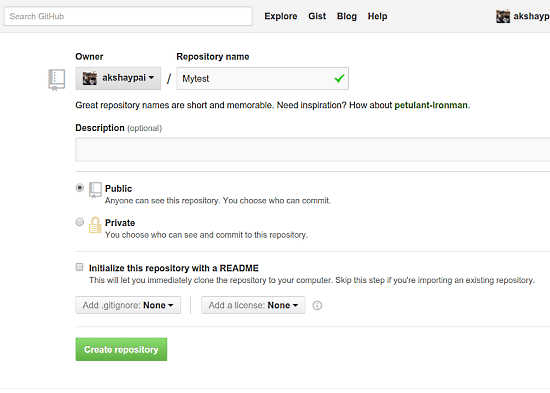 Search GitHub Explore Gist Blog Help akshayp
Owner Repository name
akshaypai / Mytest
Great repository names are short and memorable. Need inspiration? How about petulant-ironman.
Description (optional)
Public
Anyone can see this repository. You choose who can commit.
Private
You choose who can see and commit to this repository.
Initialize this repository with a README
This will let you immediately clone the repository to your computer. Skip this step if you're importing an existing repository.
Add .gitignore: None Add a license: None
Create repository